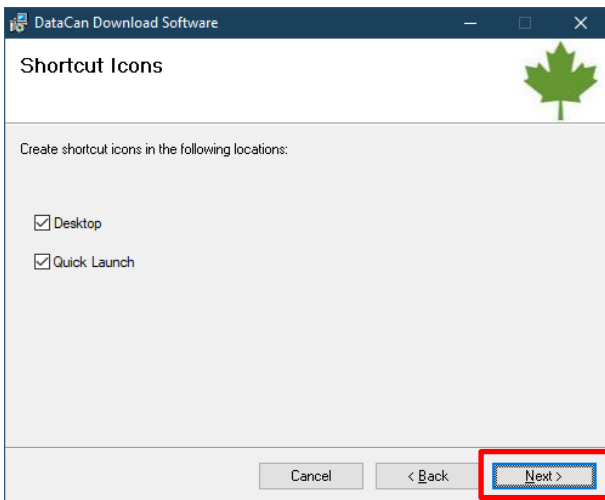 DataCan Download Software
Shortcut Icons
Create shortcut icons in the following locations:
Desktop
Quick Launch
Cancel
< Back
Next >